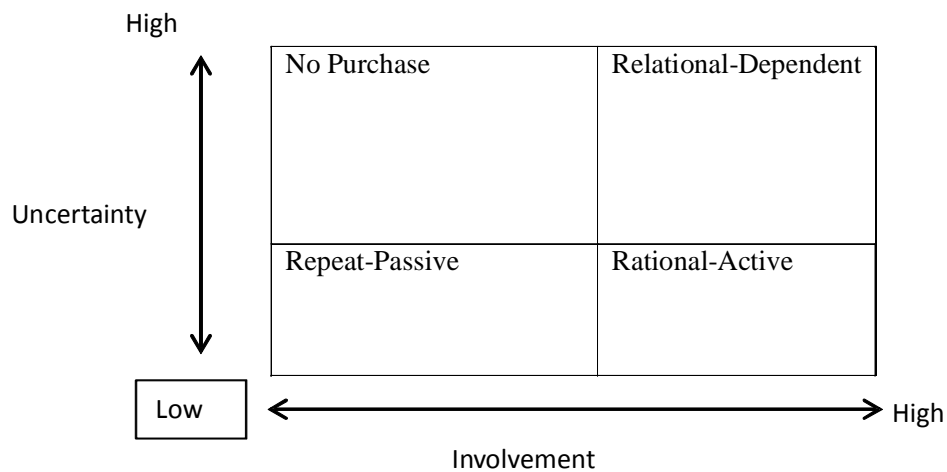 High
No Purchase
Relational-Dependent
Uncertainty
Repeat-Passive
Rational-Active
Low
High
Involvement